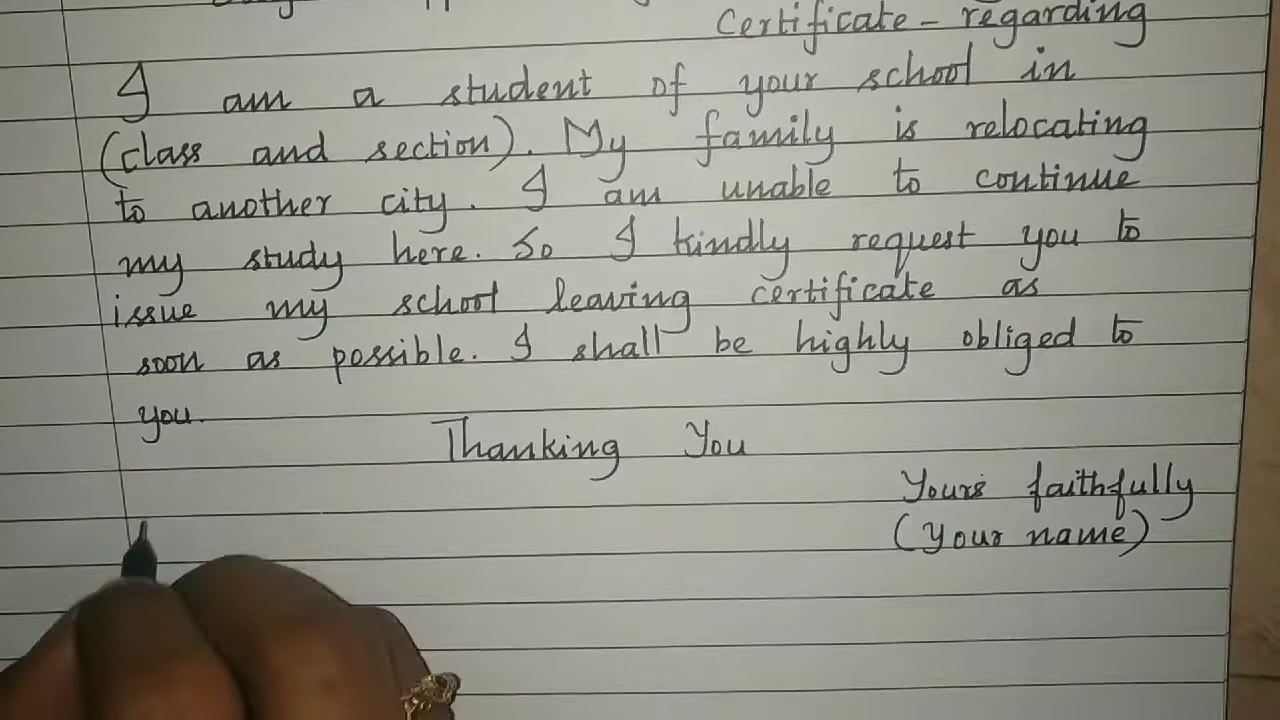 Certificate - regarding
I am a student of your school in
(class and section). My family is relocating
to another city. I am unable to continue
my study here. So I kindly request you to
issue my school leaving certificate as
soon as possible. I shall be highly obliged to
you.
Thanking You
Yours faithfully
(Your name)